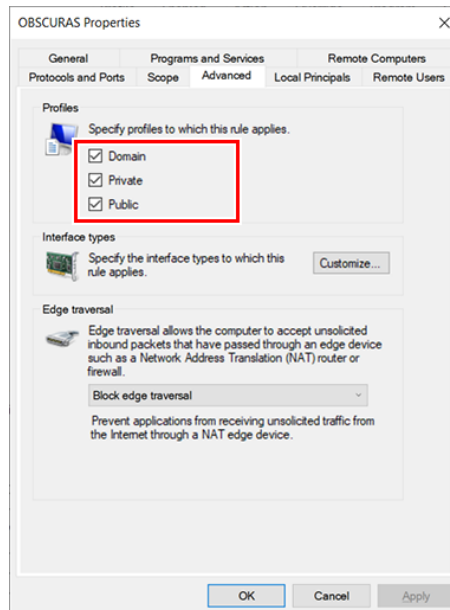 OBSCURAS Properties
General Programs and Services Remote Computers
Protocols and Ports Scope Advanced Local Principals Remote Users
Profiles
Specify profiles to which this rule applies.
Domain
Private
Public
Interface types
Specify the interface types to which this
rule applies.
Customize...
Edge traversal
Edge traversal allows the computer to accept unsolicited
inbound packets that have passed through an edge device
such as a Network Address Translation (NAT) router or
firewall.
Block edge traversal
Prevent applications from receiving unsolicited traffic from
the Internet through a NAT edge device.
OK Cancel Apply